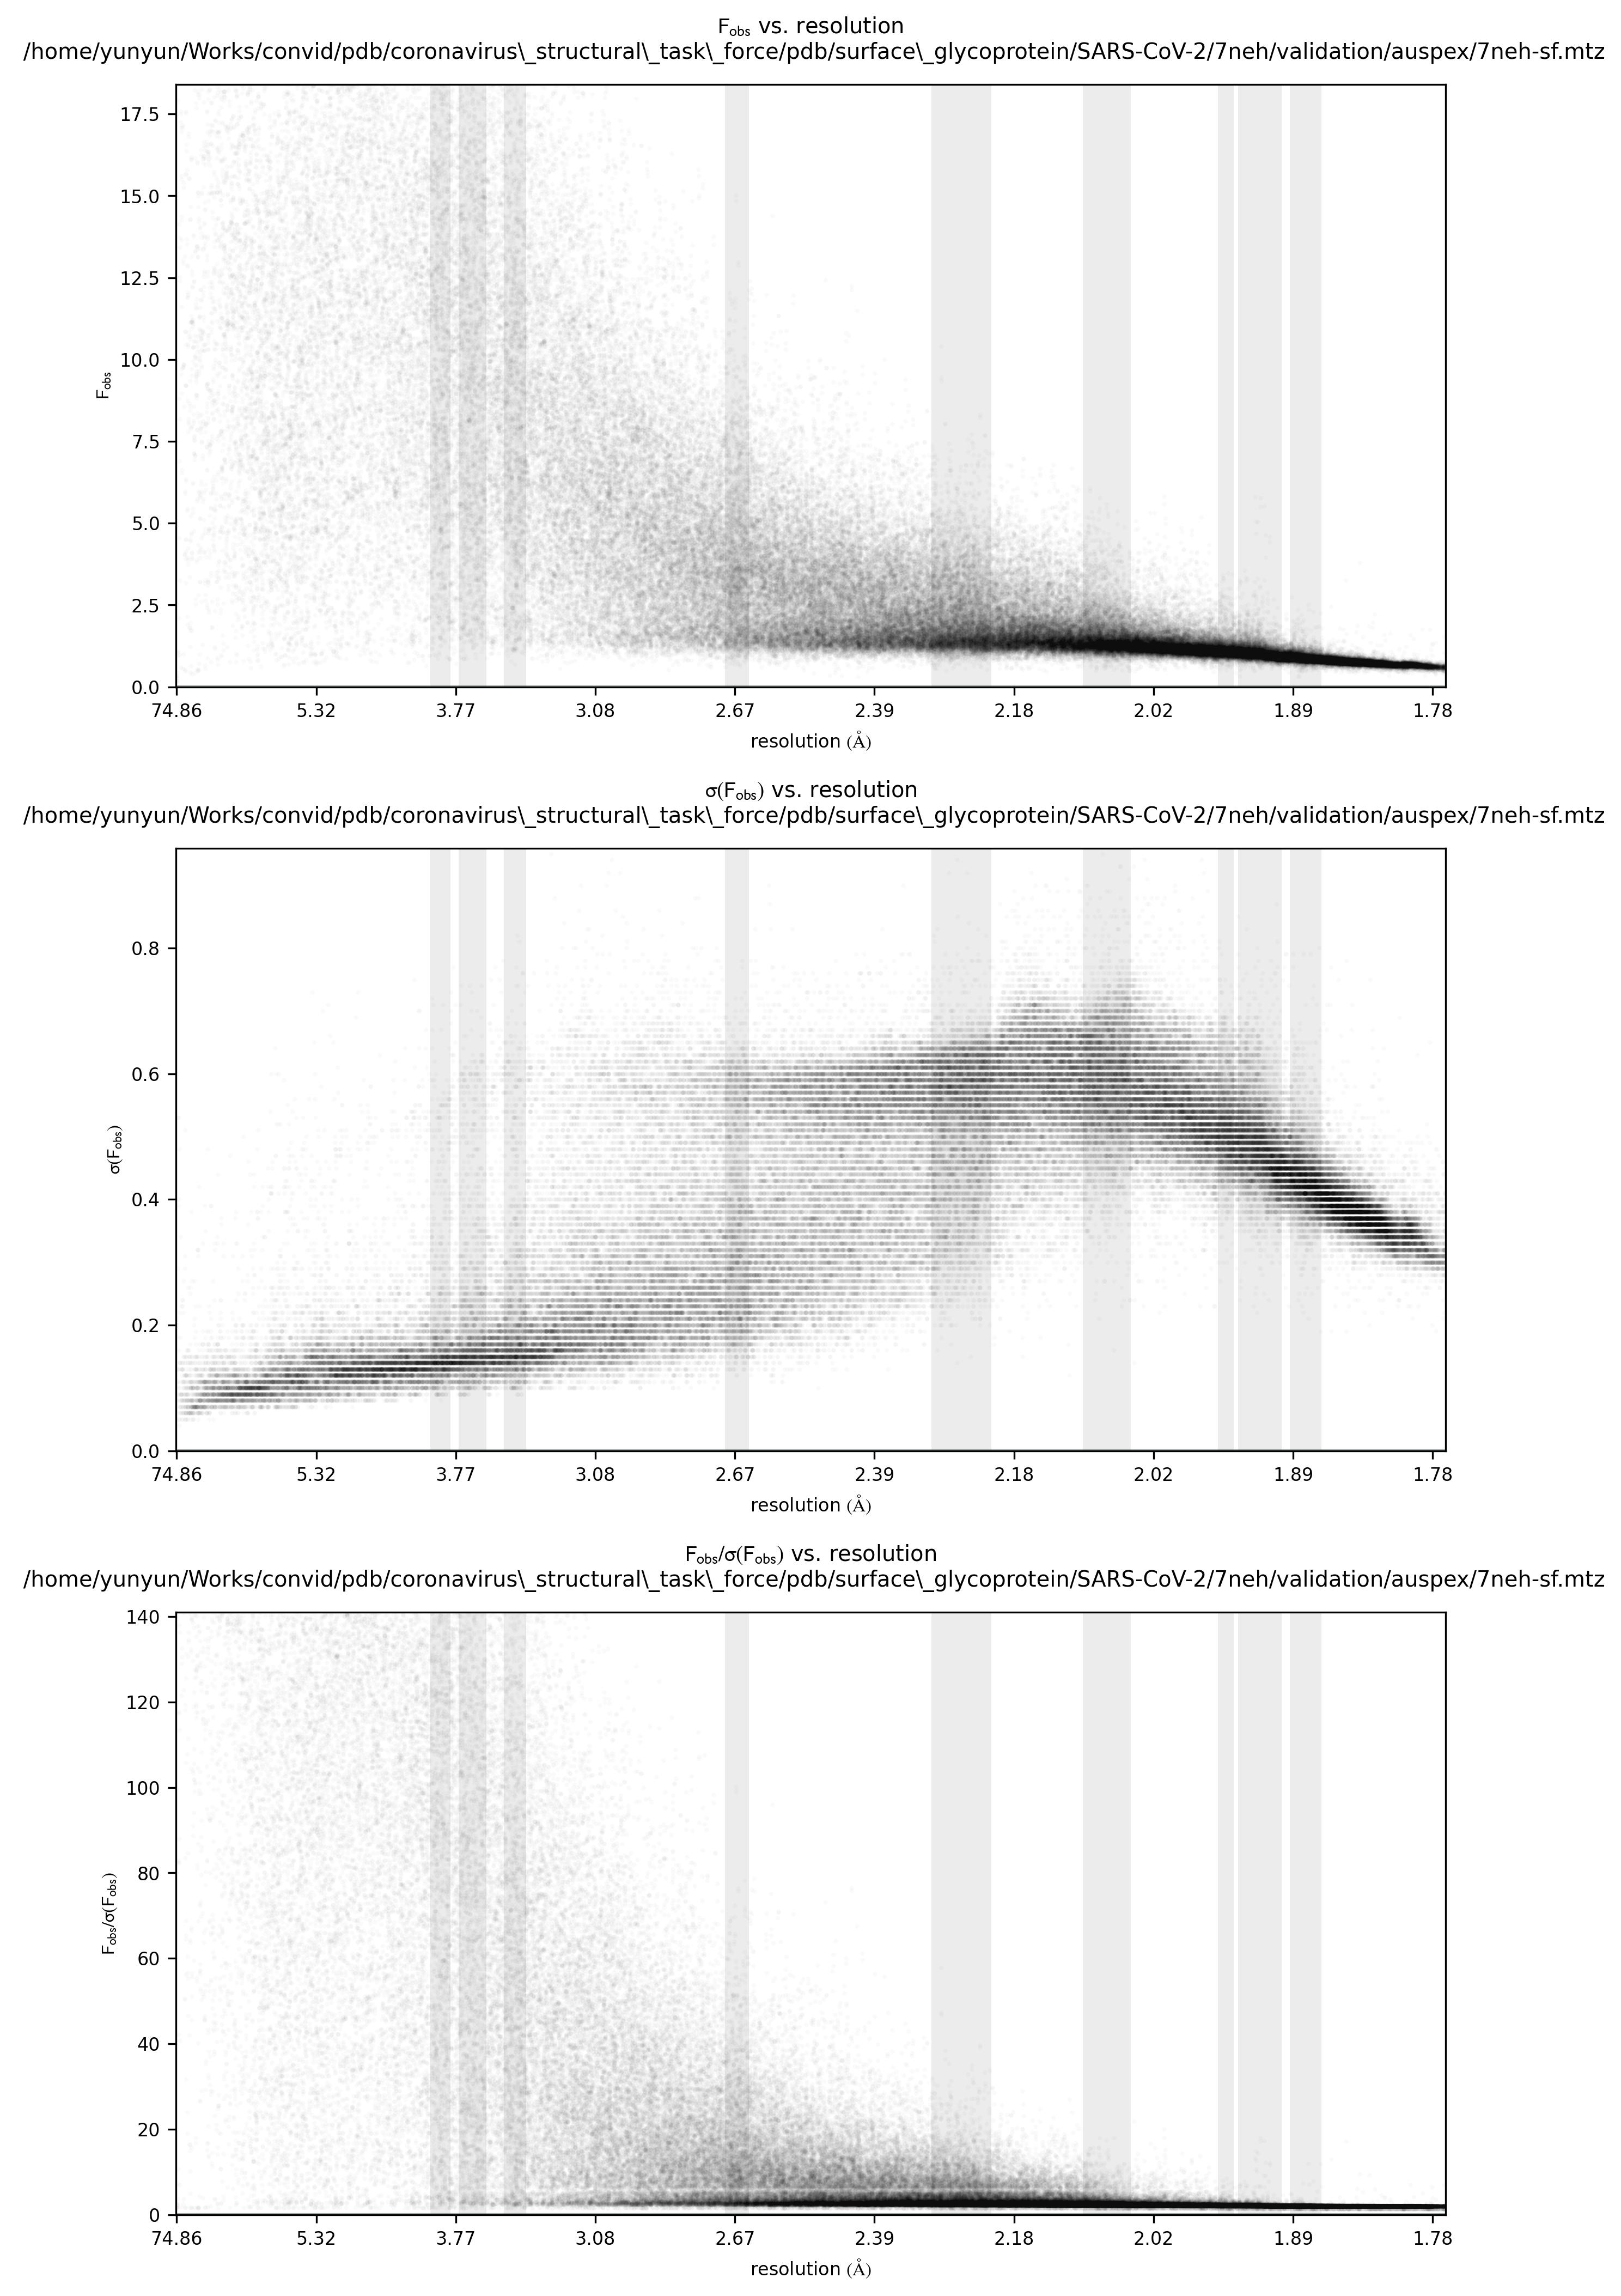 Fobs vs. resolution
/home/yunyun/Works/convid/pdb/coronavirus\_structural\_task\_force/pdb/surface\_glycoprotein/SARS-CoV-2/7neh/validation/auspex/7neh-sf.mtz
17.5
15.0
12.5
10.0
7.5
5.0
2.5
0.0
Fobs
74.86 5.32 3.77 3.08 2.67 2.39 2.18 2.02 1.89 1.78
resolution (Å)
σ(Fobs) vs. resolution
/home/yunyun/Works/convid/pdb/coronavirus\_structural\_task\_force/pdb/surface\_glycoprotein/SARS-CoV-2/7neh/validation/auspex/7neh-sf.mtz
0.8
0.6
0.4
0.2
0.0
σ(Fobs)
74.86 5.32 3.77 3.08 2.67 2.39 2.18 2.02 1.89 1.78
resolution (Å)
Fobs/σ(Fobs) vs. resolution
/home/yunyun/Works/convid/pdb/coronavirus\_structural\_task\_force/pdb/surface\_glycoprotein/SARS-CoV-2/7neh/validation/auspex/7neh-sf.mtz
140
120
100
80
60
40
20
0
Fobs/σ(Fobs)
74.86 5.32 3.77 3.08 2.67 2.39 2.18 2.02 1.89 1.78
resolution (Å)